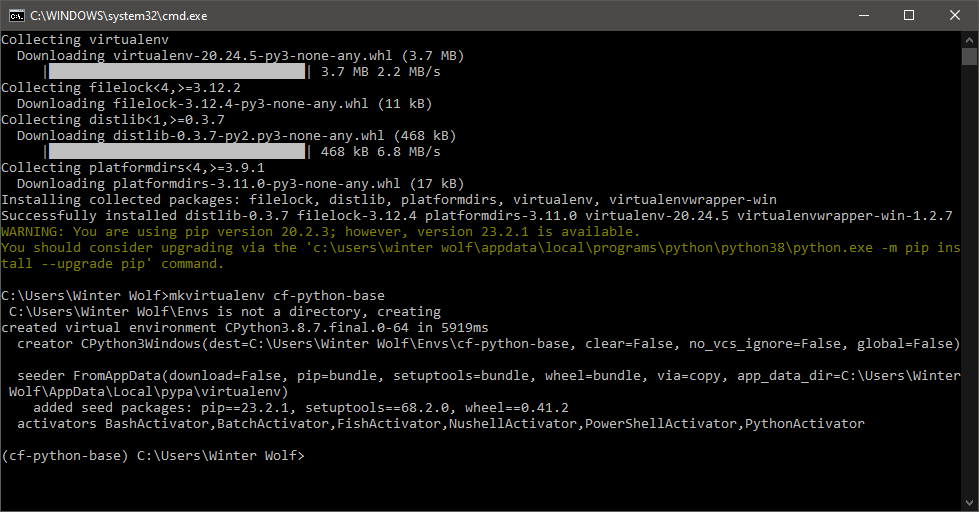 C:\WINDOWS\system32\cmd.exe
Collecting virtualenv
  Downloading virtualenv-20.24.5-py3-none-any.whl (3.7 MB)
     |████████████████████████████████| 3.7 MB 2.2 MB/s
Collecting filelock<4,>=3.12.2
  Downloading filelock-3.12.4-py3-none-any.whl (11 kB)
Collecting distlib<1,>=0.3.7
  Downloading distlib-0.3.7-py2.py3-none-any.whl (468 kB)
     |████████████████████████████████| 468 kB 6.8 MB/s
Collecting platformdirs<4,>=3.9.1
  Downloading platformdirs-3.11.0-py3-none-any.whl (17 kB)
Installing collected packages: filelock, distlib, platformdirs, virtualenv, virtualenvwrapper-win
Successfully installed distlib-0.3.7 filelock-3.12.4 platformdirs-3.11.0 virtualenv-20.24.5 virtualenvwrapper-win-1.2.7
WARNING: You are using pip version 20.2.3; however, version 23.2.1 is available.
You should consider upgrading via the 'c:\users\winter wolf\appdata\local\programs\python\python38\python.exe -m pip ins
tall --upgrade pip' command.
C:\Users\Winter Wolf>mkvirtualenv cf-python-base
 C:\Users\Winter Wolf\Envs is not a directory, creating
created virtual environment CPython3.8.7.final.0-64 in 5919ms
  creator CPython3Windows(dest=C:\Users\Winter Wolf\Envs\cf-python-base, clear=False, no_vcs_ignore=False, global=False)
  seeder FromAppData(download=False, pip=bundle, setuptools=bundle, wheel=bundle, via=copy, app_data_dir=C:\Users\Winter
 Wolf\AppData\Local\pypa\virtualenv)
    added seed packages: pip==23.2.1, setuptools==68.2.0, wheel==0.41.2
  activators BashActivator,BatchActivator,FishActivator,NushellActivator,PowerShellActivator,PythonActivator
(cf-python-base) C:\Users\Winter Wolf>